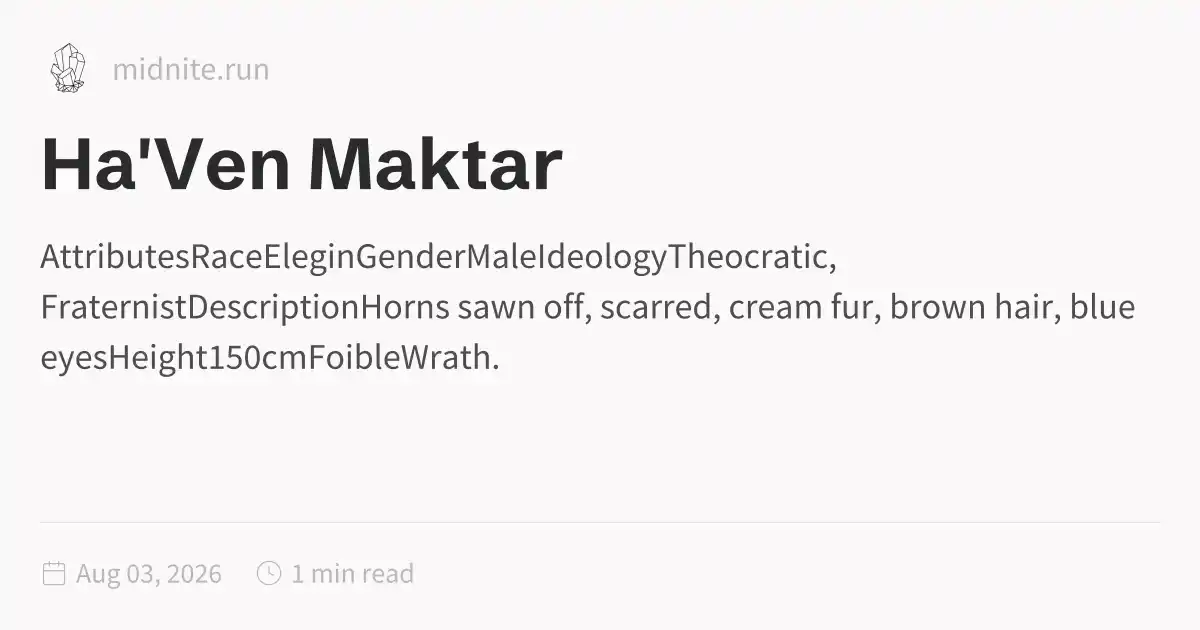 midnite.run
Ha'Ven Maktar
AttributesRaceEleginGenderMaleIdeologyTheocratic,
FraternistDescriptionHorns sawn off, scarred, cream fur, brown hair, blue
eyesHeight150cmFoibleWrath.
Aug 03, 2026
1 min read